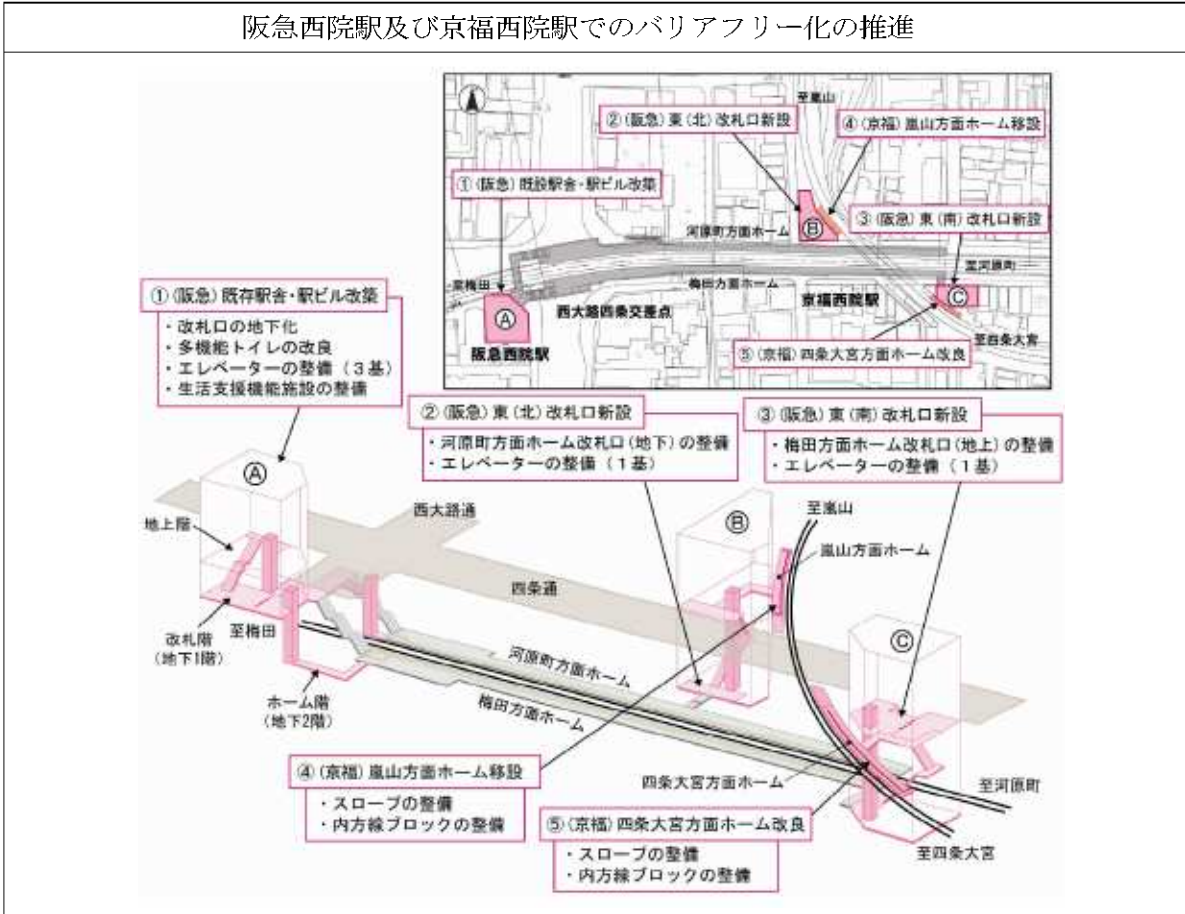 阪急西院駅及び京福西院駅でのバリアフリー化の推進
至嵐山
②(阪急)東(北)改札口新設
④(京福)嵐山方面ホーム移設
①(阪急)既設駅舎・駅ビル改築
③(阪急)東(南)改札口新設
Ⓑ
河原町方面ホーム
至河原町
至梅田
梅田方面ホーム
京福西院駅
Ⓒ
Ⓐ
西大路四条交差点
至四条大宮
阪急西院駅
⑤(京福)四条大宮方面ホーム改良
①(阪急)既存駅舎・駅ビル改築
・改札口の地下化
・多機能トイレの改良
・エレベーターの整備(3基)
・生活支援機能施設の整備
②(阪急)東(北)改札口新設
・河原町方面ホーム改札口(地下)の整備
・エレベーターの整備(1基)
③(阪急)東(南)改札口新設
・梅田方面ホーム改札口(地上)の整備
・エレベーターの整備(1基)
Ⓐ
西大路通
Ⓑ
至嵐山
地上階
嵐山方面ホーム
四条通
Ⓒ
改札階
(地下1階)
至梅田
河原町方面ホーム
ホーム階
(地下2階)
梅田方面ホーム
④(京福)嵐山方面ホーム移設
・スロープの整備
・内方線ブロックの整備
四条大宮方面ホーム
至河原町
⑤(京福)四条大宮方面ホーム改良
・スロープの整備
・内方線ブロックの整備
至四条大宮